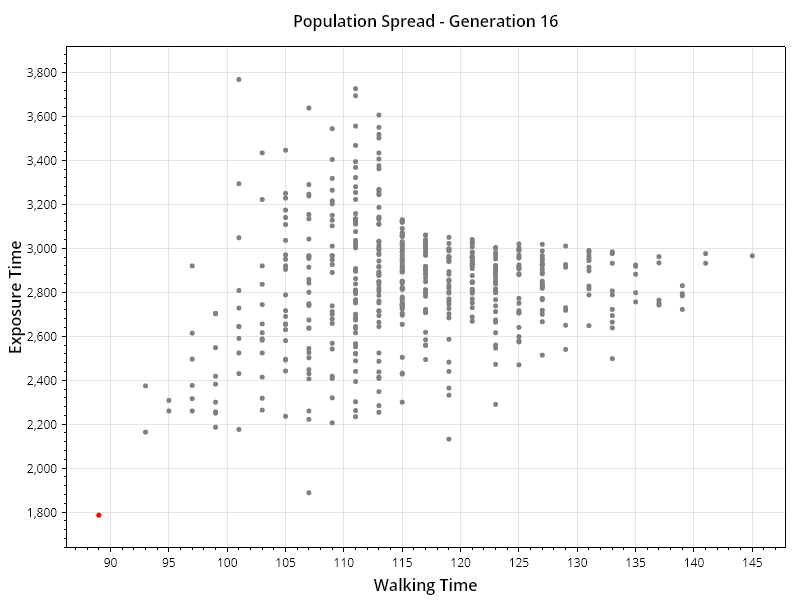 Population Spread - Generation 16
3,800
3,600
3,400
3,200
3,000
2,800
2,600
2,400
2,200
2,000
1,800
Exposure Time
90 95 100 105 110 115 120 125 130 135 140 145
Walking Time